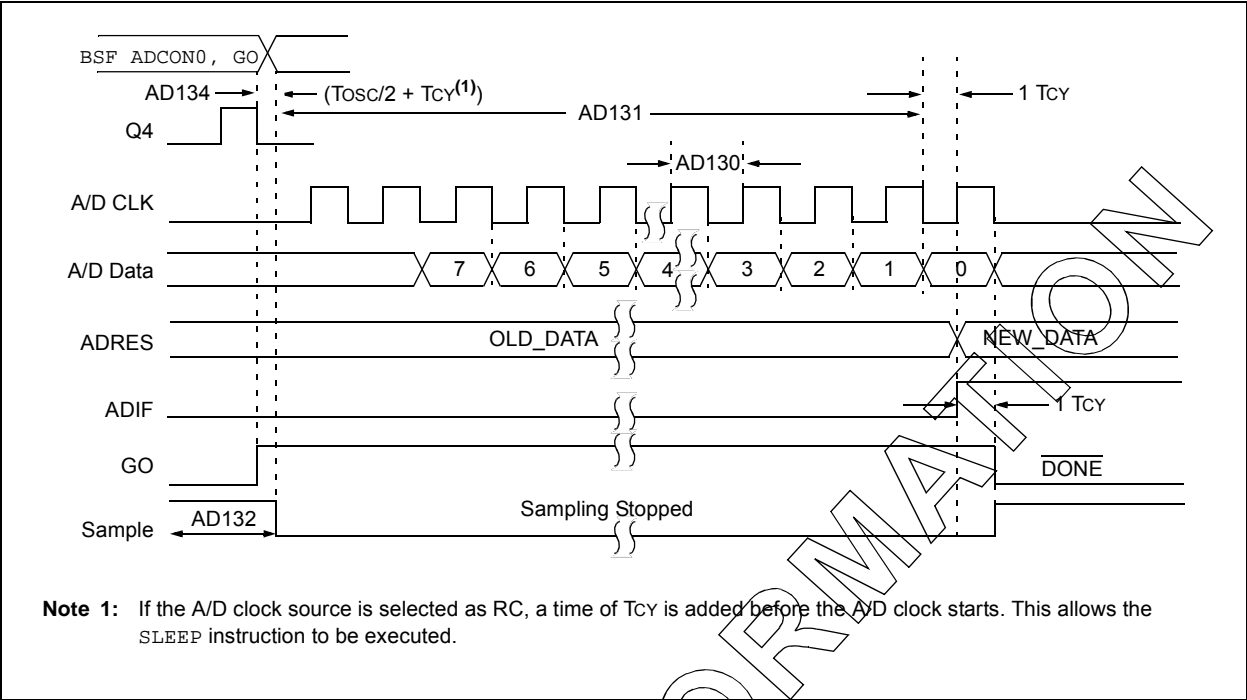 BSF ADCON0, GO
AD134
(TOSC/2 + TCY(1))
AD131
1 TCY
Q4
AD130
A/D CLK
A/D Data
7 6 5 4 3 2 1 0
ADRES
OLD_DATA
NEW_DATA
ADIF
1 TCY
GO
DONE
Sample
AD132
Sampling Stopped
Note 1: If the A/D clock source is selected as RC, a time of TCY is added before the A/D clock starts. This allows the
SLEEP instruction to be executed.
ORMATION